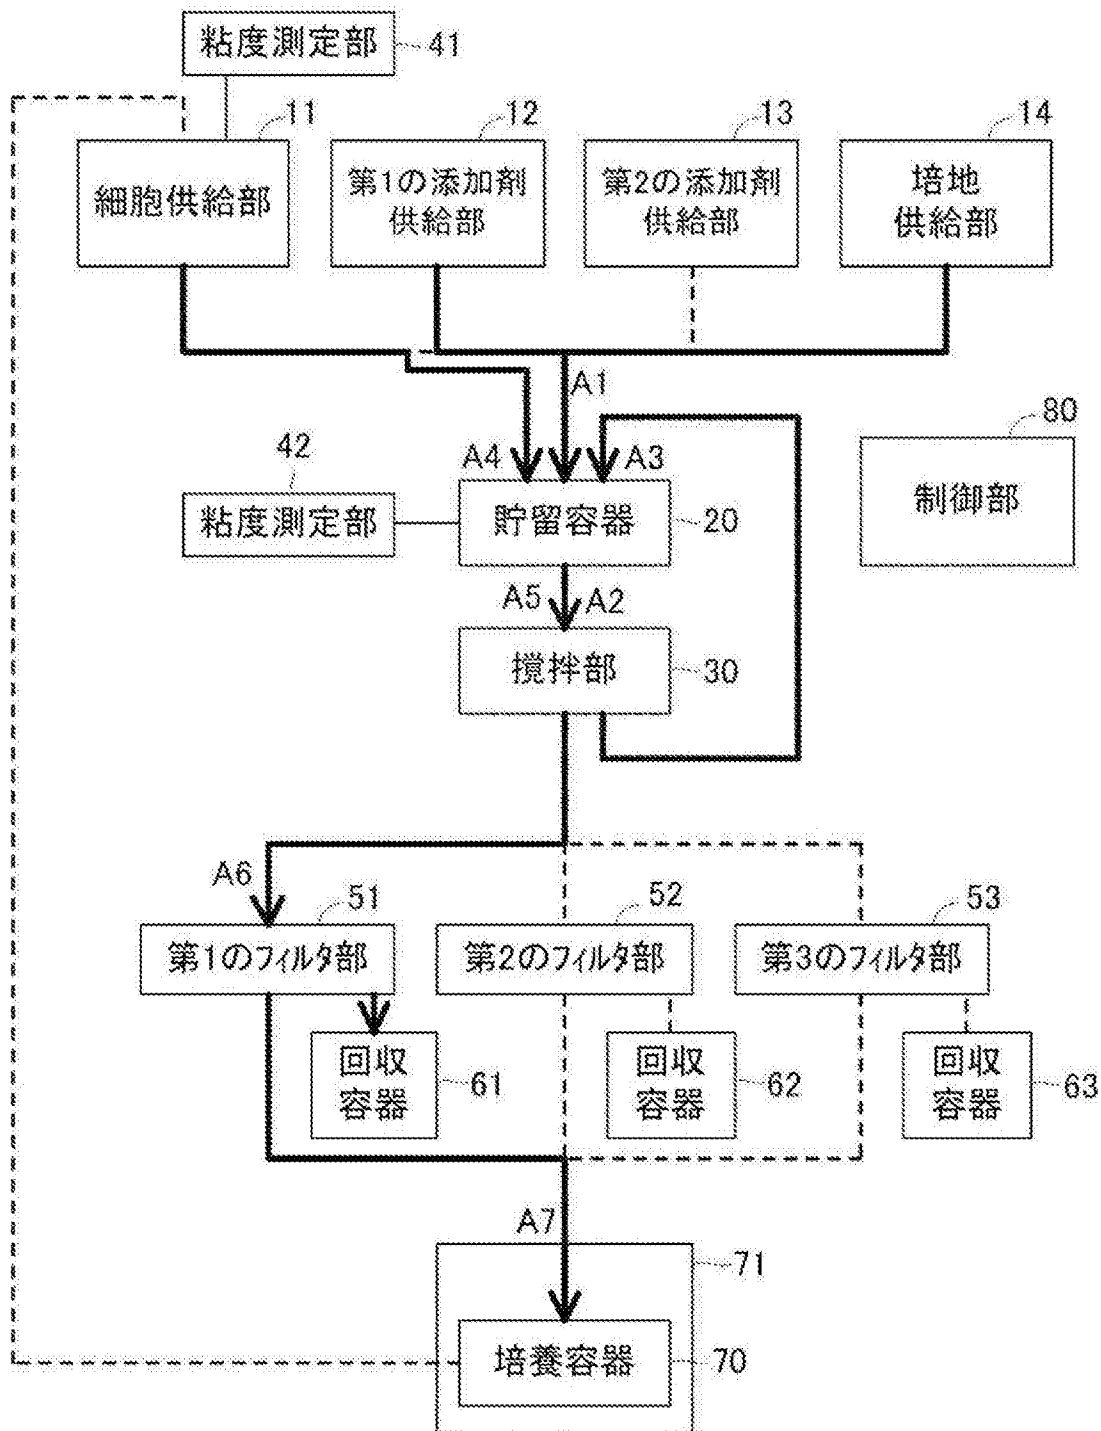 粘度測定部 41
11 12 13 14
細胞供給部
第1の添加剤
供給部
第2の添加剤
供給部
培地
供給部
A1
A4 A3
42
粘度測定部
貯留容器 20
80
制御部
A5 A2
撹拌部 30
A6
51 52 53
第1のフィルタ部
第2のフィルタ部
第3のフィルタ部
回収
容器
61
回収
容器
62
回収
容器
63
A7
71
培養容器 70